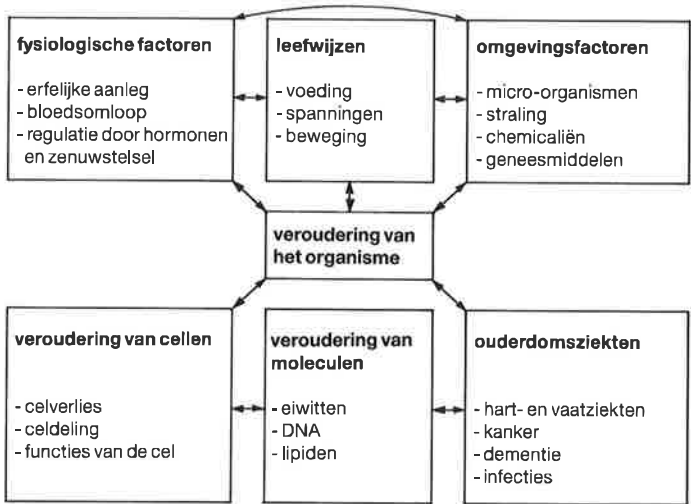 fysiologische factoren
- erfelijke aanleg
- bloedsomloop
- regulatie door hormonen
en zenuwstelsel
leefwijzen
- voeding
- spanningen
- beweging
omgevingsfactoren
- micro-organismen
- straling
- chemicaliën
- geneesmiddelen
veroudering van
het organisme
veroudering van cellen
- celverlies
- celdeling
- functies van de cel
veroudering van
moleculen
- eiwitten
- DNA
- lipiden
ouderdomsziekten
- hart- en vaatziekten
- kanker
- dementie
- infecties